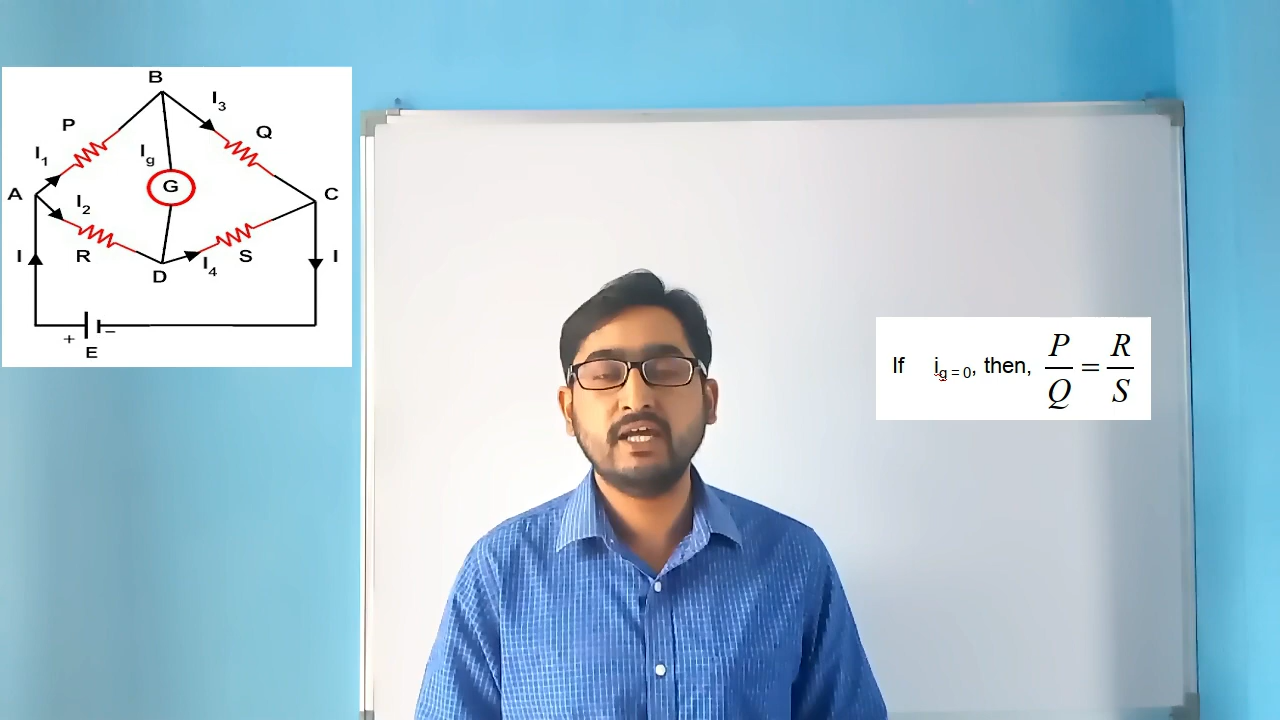 B
I3
P
Q
I1
Ig
G
A
I2
C
I
R
D
I4
S
I
+
−
E
If ig = 0, then, P/Q = R/S